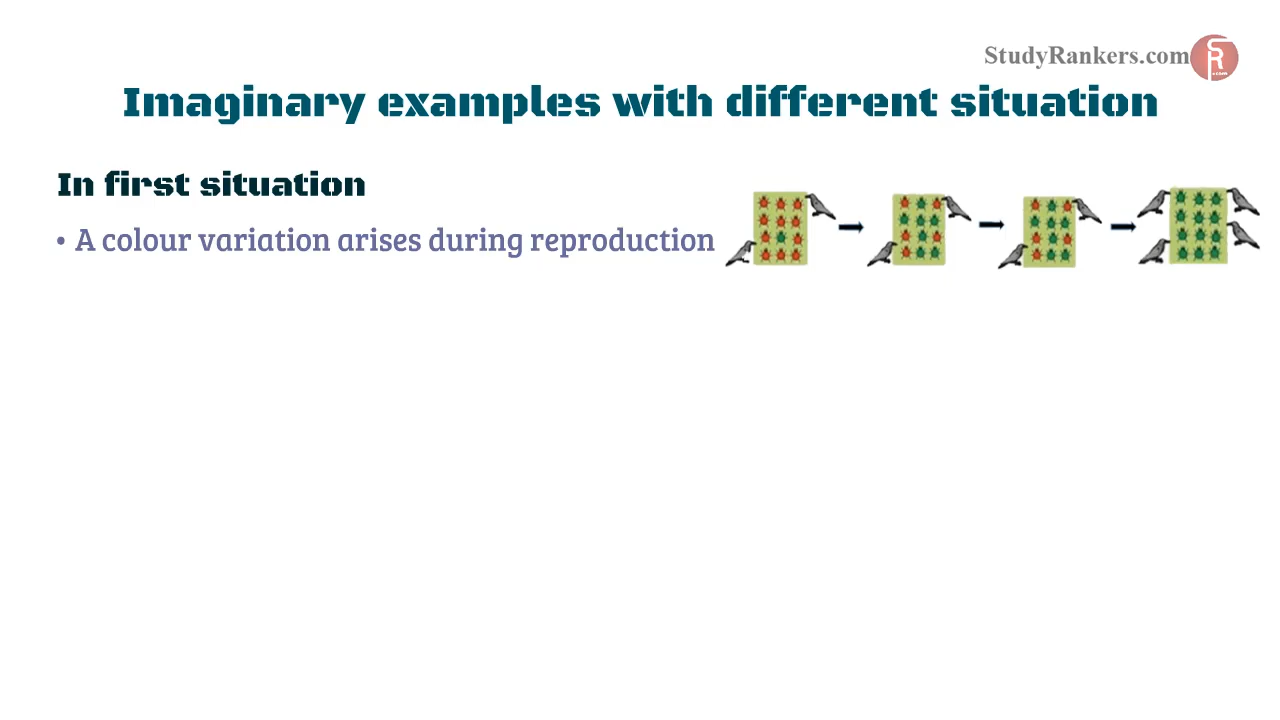 StudyRankers.com
Imaginary examples with different situation
In first situation
• A colour variation arises during reproduction